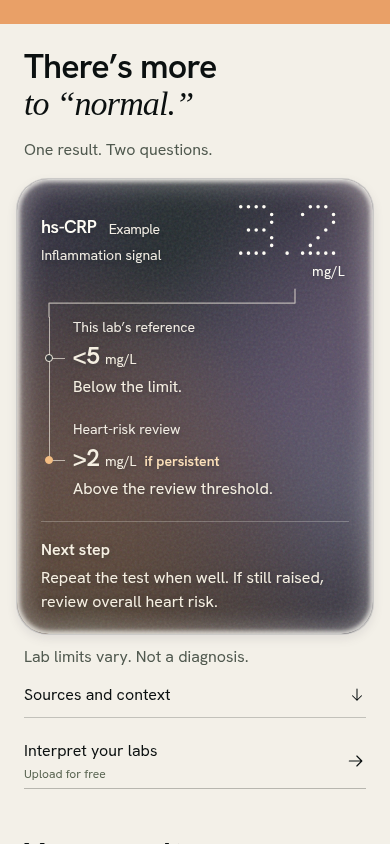 There’s more
to “normal.”
One result. Two questions.
hs-CRP Example
3.2
Inflammation signal
mg/L
This lab’s reference
<5 mg/L
Below the limit.
Heart-risk review
>2 mg/L if persistent
Above the review threshold.
Next step
Repeat the test when well. If still raised,
review overall heart risk.
Lab limits vary. Not a diagnosis.
Sources and context ↓
Interpret your labs →
Upload for free